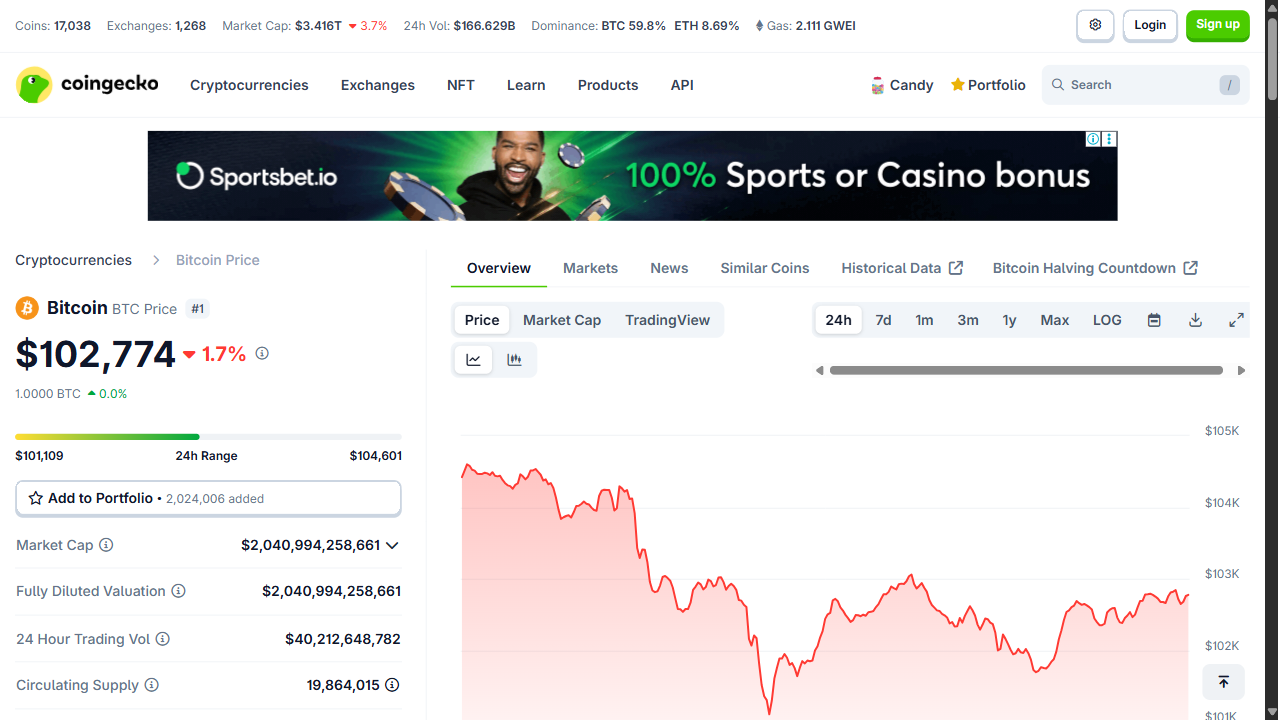 Coins: 17,038 Exchanges: 1,268 Market Cap: $3.416T 3.7% 24h Vol: $166.629B Dominance: BTC 59.8% ETH 8.69% Gas: 2.111 GWEI Login Sign up
coingecko Cryptocurrencies Exchanges NFT Learn Products API Candy Portfolio Search /
Sportsbet.io 100% Sports or Casino bonus
Cryptocurrencies > Bitcoin Price
Bitcoin BTC Price #1
$102,774 1.7%
1.0000 BTC 0.0%
$101,109 24h Range $104,601
Add to Portfolio • 2,024,006 added
Market Cap $2,040,994,258,661
Fully Diluted Valuation $2,040,994,258,661
24 Hour Trading Vol $40,212,648,782
Circulating Supply 19,864,015
Overview Markets News Similar Coins Historical Data Bitcoin Halving Countdown
Price Market Cap TradingView 24h 7d 1m 3m 1y Max LOG
$105K
$104K
$103K
$102K
$101K